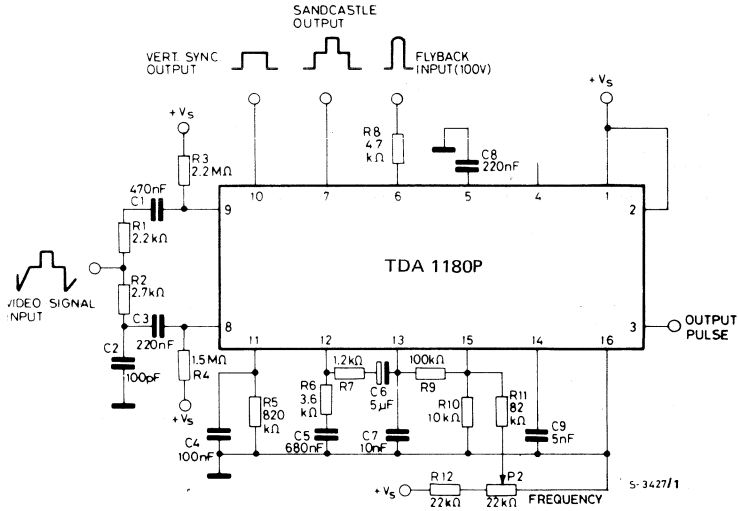 SANDCASTLE
OUTPUT
VERT. SYNC.
OUTPUT
FLYBACK
INPUT (100V)
+VS
+VS
R8
4.7
kΩ
C8
220nF
R3
2.2MΩ
470nF
C1
10
7
6
5
4
1
9
2
R1
2.2kΩ
TDA 1180P
R2
2.7kΩ
VIDEO SIGNAL
INPUT
C3
220nF
8
3
OUTPUT
PULSE
11
12
13
15
14
16
C2
100pF
1.5MΩ
R4
+VS
1.2kΩ
R7
C6
5µF
100kΩ
R9
R6
3.6
kΩ
R5
820
kΩ
R10
10kΩ
R11
82
kΩ
C4
100nF
C5
680nF
C7
10nF
C9
5nF
+VS
R12
22kΩ
P2
22kΩ
FREQUENCY
S-3427/1